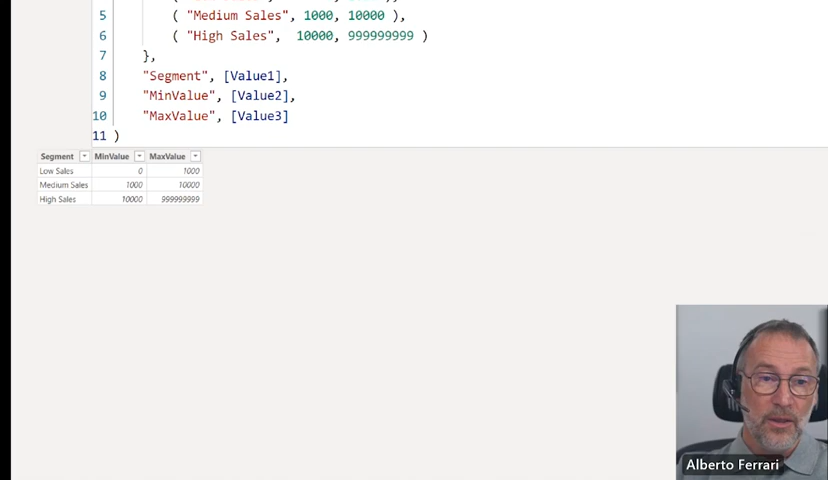 5 ( "Medium Sales", 1000, 10000 ),
6 ( "High Sales", 10000, 999999999 )
7 },
8 "Segment", [Value1],
9 "MinValue", [Value2],
10 "MaxValue", [Value3]
11 )
Segment MinValue MaxValue
Low Sales 0 1000
Medium Sales 1000 10000
High Sales 10000 999999999
Alberto Ferrari